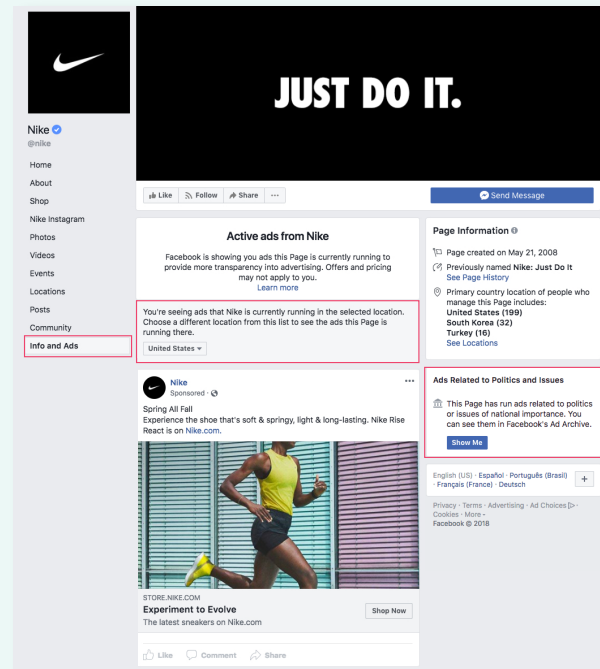 JUST DO IT.
Nike
@nike
Home
About
Shop
Nike Instagram
Photos
Videos
Events
Locations
Posts
Community
Info and Ads
Like
Follow
Share
Send Message
Active ads from Nike
Facebook is showing you ads this Page is currently running to
provide more transparency into advertising. Offers and pricing
may not apply to you.
Learn more
You're seeing ads that Nike is currently running in the selected location.
Choose a different location from this list to see the ads this Page is
running there.
United States
Nike
Sponsored ·
Spring All Fall
Experience the shoe that's soft & springy, light & long-lasting. Nike Rise
React is on Nike.com.
STORE.NIKE.COM
Experiment to Evolve
The latest sneakers on Nike.com
Shop Now
Like
Comment
Share
Page Information
Page created on May 21, 2008
Previously named Nike: Just Do It
See Page History
Primary country location of people who
manage this Page includes:
United States (199)
South Korea (32)
Turkey (16)
See Locations
Ads Related to Politics and Issues
This Page has run ads related to politics
or issues of national importance. You
can see them in Facebook's Ad Archive.
Show Me
English (US) · Español · Português (Brasil)
· Français (France) · Deutsch
Privacy · Terms · Advertising · Ad Choices ·
Cookies · More
Facebook © 2018